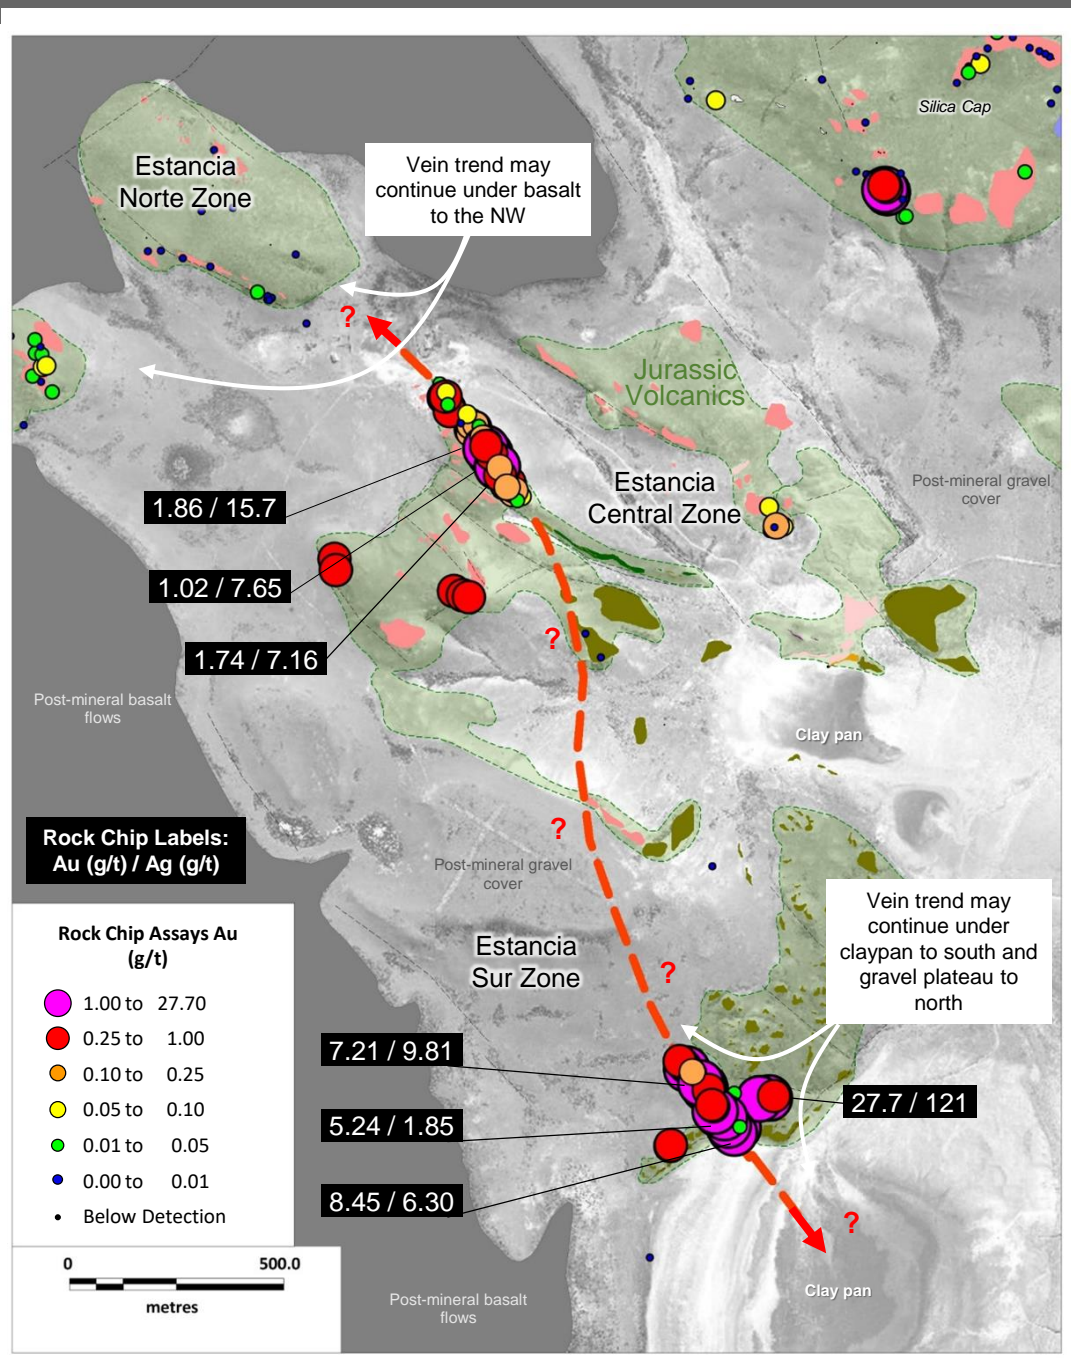 Silica Cap
Estancia
Norte Zone
Vein trend may
continue under basalt
to the NW
?
Jurassic
Volcanics
Estancia
Central Zone
Post-mineral gravel
cover
1.86 / 15.7
1.02 / 7.65
1.74 / 7.16
?
Post-mineral basalt
flows
Clay pan
?
Rock Chip Labels:
Au (g/t) / Ag (g/t)
Post-mineral gravel
cover
Vein trend may
continue under
claypan to south and
gravel plateau to
north
Estancia
Sur Zone
?
Rock Chip Assays Au
(g/t)
1.00 to 27.70
0.25 to 1.00
0.10 to 0.25
0.05 to 0.10
0.01 to 0.05
0.00 to 0.01
Below Detection
7.21 / 9.81
27.7 / 121
5.24 / 1.85
8.45 / 6.30
?
0 500.0
metres
Clay pan
Post-mineral basalt
flows